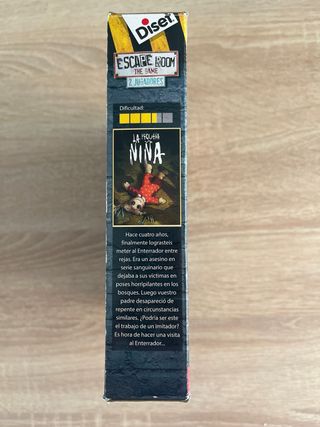 Diset
ESCAPE ROOM
THE GAME
2 JUGADORES
Dificultad:
LA PEQUEÑA
NIÑA
Hace cuatro años,
finalmente lograsteis
meter al Enterrador entre
rejas. Era un asesino en
serie sanguinario que
dejaba a sus víctimas en
poses horripilantes en los
bosques. Luego vuestro
padre desapareció de
repente en circunstancias
similares. ¿Podría ser este
el trabajo de un imitador?
Es hora de hacer una visita
al Enterrador...